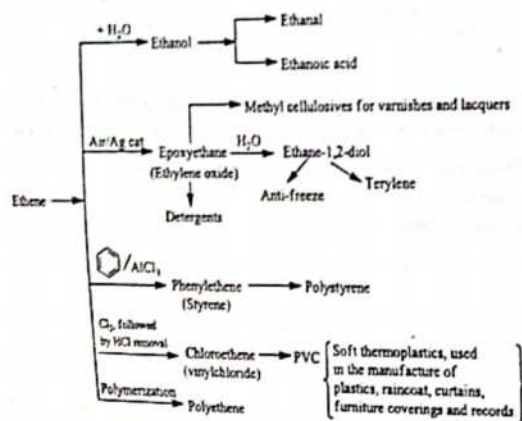 + H₂O
Ethanol
Ethanal
Ethanoic acid
Methyl cellulosives for varnishes and lacquers
Air/Ag cat
Epoxyethane
(Ethylene oxide)
H₂O
Ethane-1,2-diol
Anti-freeze
Terylene
Detergents
Ethene
/AlCl₃
Phenylethene
(Styrene)
Polystyrene
Cl₂, followed
by HCl removal
Chloroethene
(vinylchloride)
PVC
Soft thermoplastics, used
in the manufacture of
plastics, raincoat, curtains,
furniture coverings and records
Polymerization
Polyethene